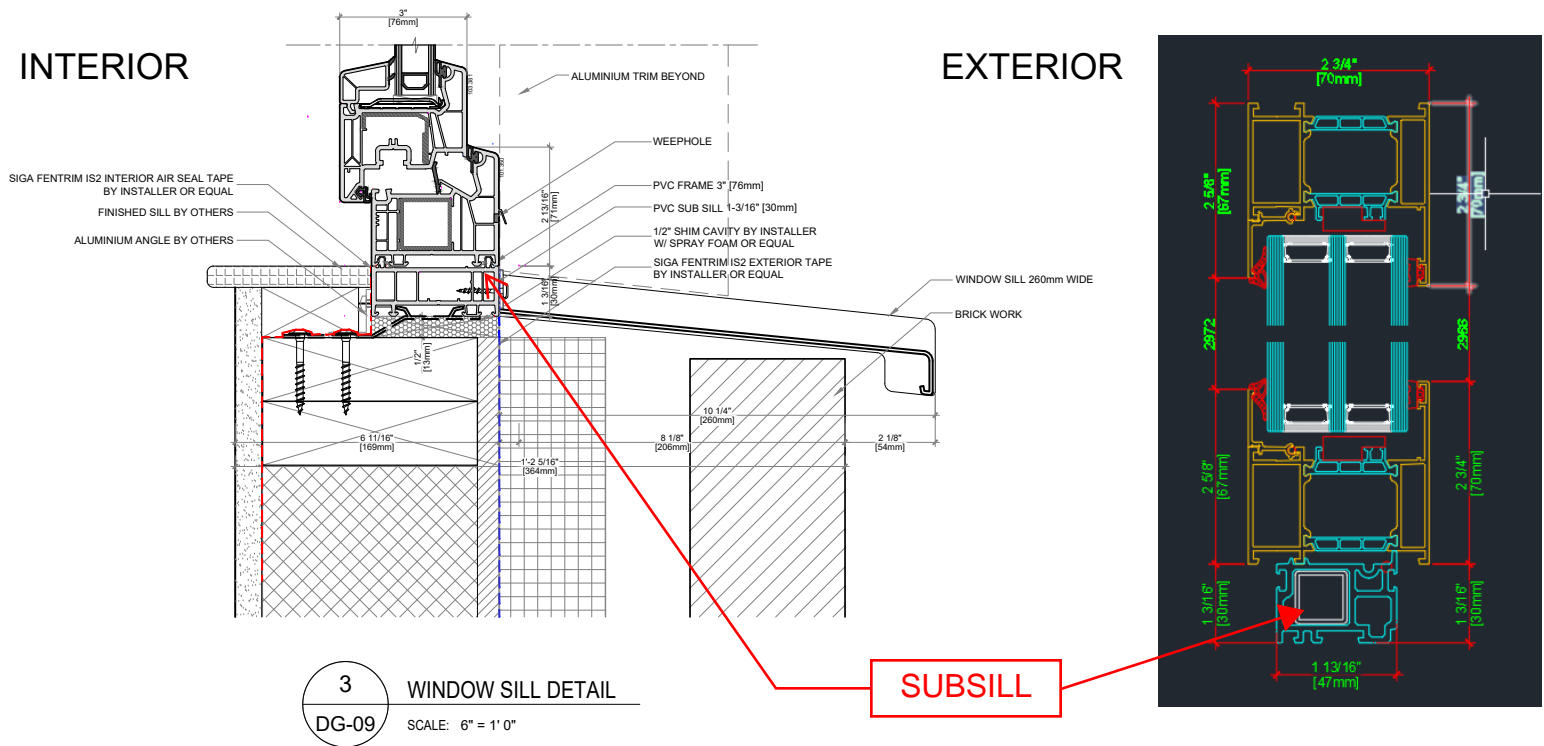 INTERIOR
3"
[76mm]
103.381
101.350
ALUMINIUM TRIM BEYOND
WEEPHOLE
PVC FRAME 3" [76mm]
PVC SUB SILL 1-3/16" [30mm]
1/2" SHIM CAVITY BY INSTALLER
W/ SPRAY FOAM OR EQUAL
SIGA FENTRIM IS2 EXTERIOR TAPE
BY INSTALLER OR EQUAL
SIGA FENTRIM IS2 INTERIOR AIR SEAL TAPE
BY INSTALLER OR EQUAL
FINISHED SILL BY OTHERS
ALUMINIUM ANGLE BY OTHERS
2 13/16"
[71mm]
1 3/16"
[30mm]
1/2"
[13mm]
WINDOW SILL 260mm WIDE
BRICK WORK
10 1/4"
[260mm]
6 11/16"
[169mm]
8 1/8"
[206mm]
2 1/8"
[54mm]
1'-2 5/16"
[364mm]
3
DG-09
WINDOW SILL DETAIL
SCALE: 6" = 1' 0"
SUBSILL
EXTERIOR
2 3/4"
[70mm]
2 5/8"
[67mm]
2 3/4"
[70mm]
2972
2968
2 5/8"
[67mm]
2 3/4"
[70mm]
1 3/16"
[30mm]
1 3/16"
[30mm]
1 13/16"
[47mm]